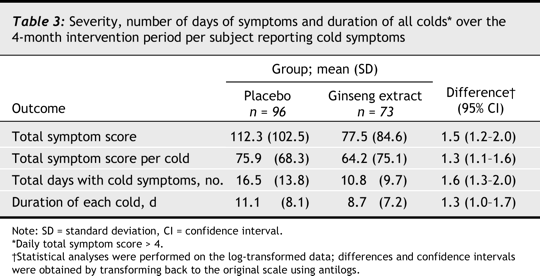 Table 3: Severity, number of days of symptoms and duration of all colds* over the
4-month intervention period per subject reporting cold symptoms
Group; mean (SD)
Outcome Placebo n = 96 Ginseng extract n = 73 Difference† (95% CI)
Total symptom score 112.3 (102.5) 77.5 (84.6) 1.5 (1.2–2.0)
Total symptom score per cold 75.9 (68.3) 64.2 (75.1) 1.3 (1.1–1.6)
Total days with cold symptoms, no. 16.5 (13.8) 10.8 (9.7) 1.6 (1.3–2.0)
Duration of each cold, d 11.1 (8.1) 8.7 (7.2) 1.3 (1.0–1.7)
Note: SD = standard deviation, CI = confidence interval.
*Daily total symptom score > 4.
†Statistical analyses were performed on the log-transformed data; differences and confidence intervals
were obtained by transforming back to the original scale using antilogs.